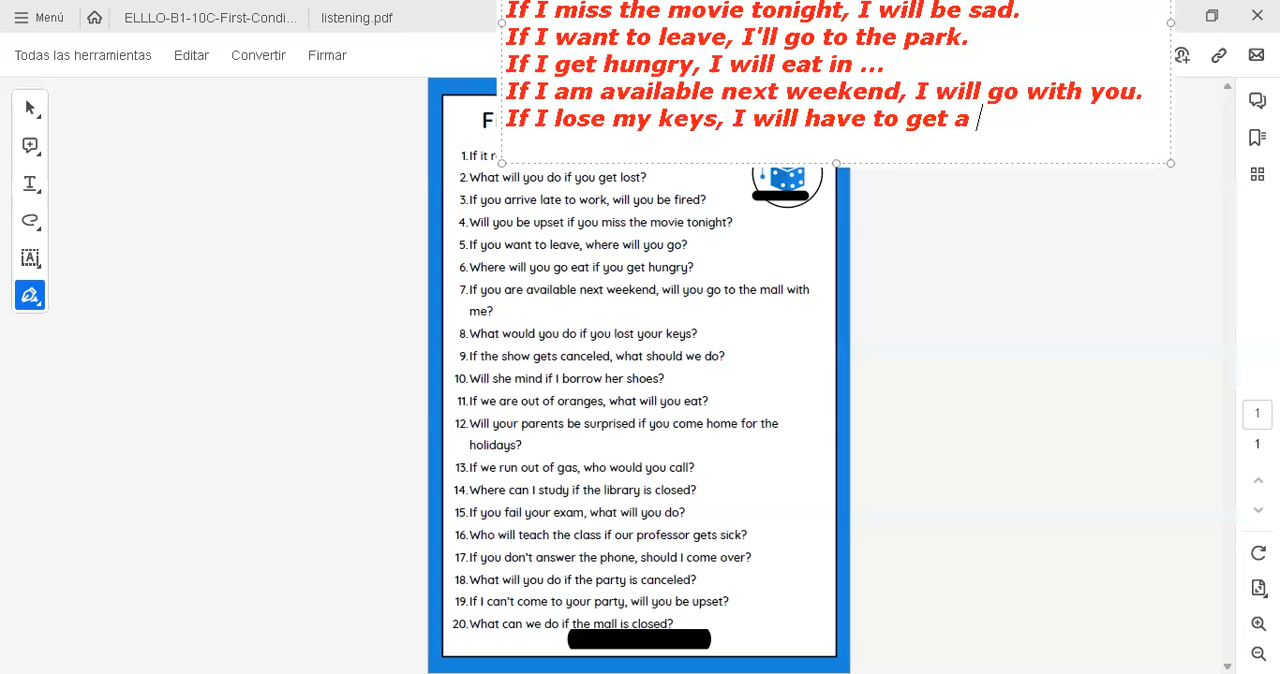 Menú
ELLLO-B1-10C-First-Condi...
listening.pdf
Todas las herramientas
Editar
Convertir
Firmar
If I miss the movie tonight, I will be sad.
If I want to leave, I'll go to the park.
If I get hungry, I will eat in ...
If I am available next weekend, I will go with you.
If I lose my keys, I will have to get a
F
1.If it r
2.What will you do if you get lost?
3.If you arrive late to work, will you be fired?
4.Will you be upset if you miss the movie tonight?
5.If you want to leave, where will you go?
6.Where will you go eat if you get hungry?
7.If you are available next weekend, will you go to the mall with
me?
8.What would you do if you lost your keys?
9.If the show gets canceled, what should we do?
10.Will she mind if I borrow her shoes?
11.If we are out of oranges, what will you eat?
12.Will your parents be surprised if you come home for the
holidays?
13.If we run out of gas, who would you call?
14.Where can I study if the library is closed?
15.If you fail your exam, what will you do?
16.Who will teach the class if our professor gets sick?
17.If you don't answer the phone, should I come over?
18.What will you do if the party is canceled?
19.If I can't come to your party, will you be upset?
20.What can we do if the mall is closed?
1
1